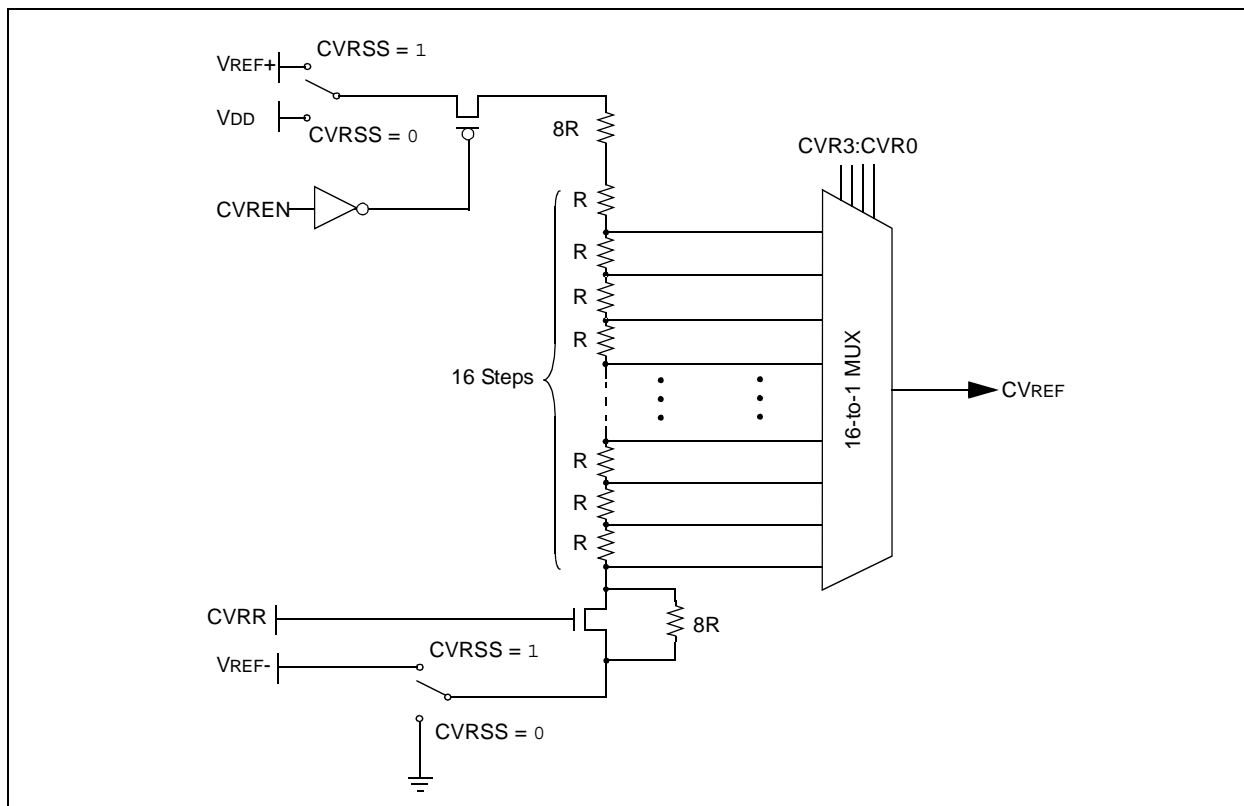 CVRSS = 1
VREF+
VDD
CVRSS = 0
8R
CVR3:CVR0
CVREN
R
R
R
R
16 Steps
16-to-1 MUX
CVREF
R
R
R
CVRR
8R
CVRSS = 1
VREF-
CVRSS = 0